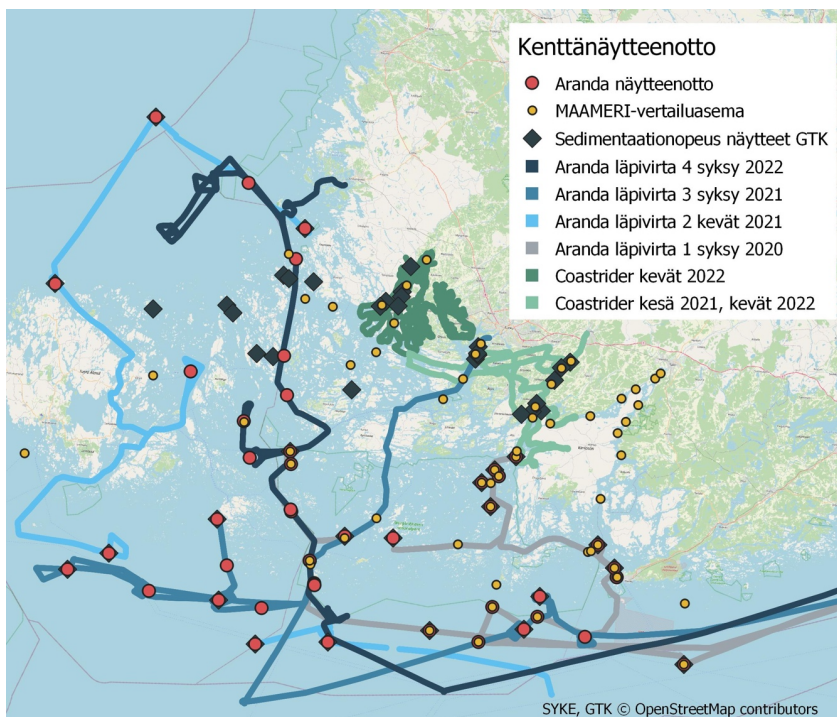 Kenttänäytteenotto
Aranda näytteenotto
MAAMERI-vertailuasema
Sedimentaationopeus näytteet GTK
Aranda läpivirta 4 syksy 2022
Aranda läpivirta 3 syksy 2021
Aranda läpivirta 2 kevät 2021
Aranda läpivirta 1 syksy 2020
Coastrider kevät 2022
Coastrider kesä 2021, kevät 2022
SYKE, GTK © OpenStreetMap contributors